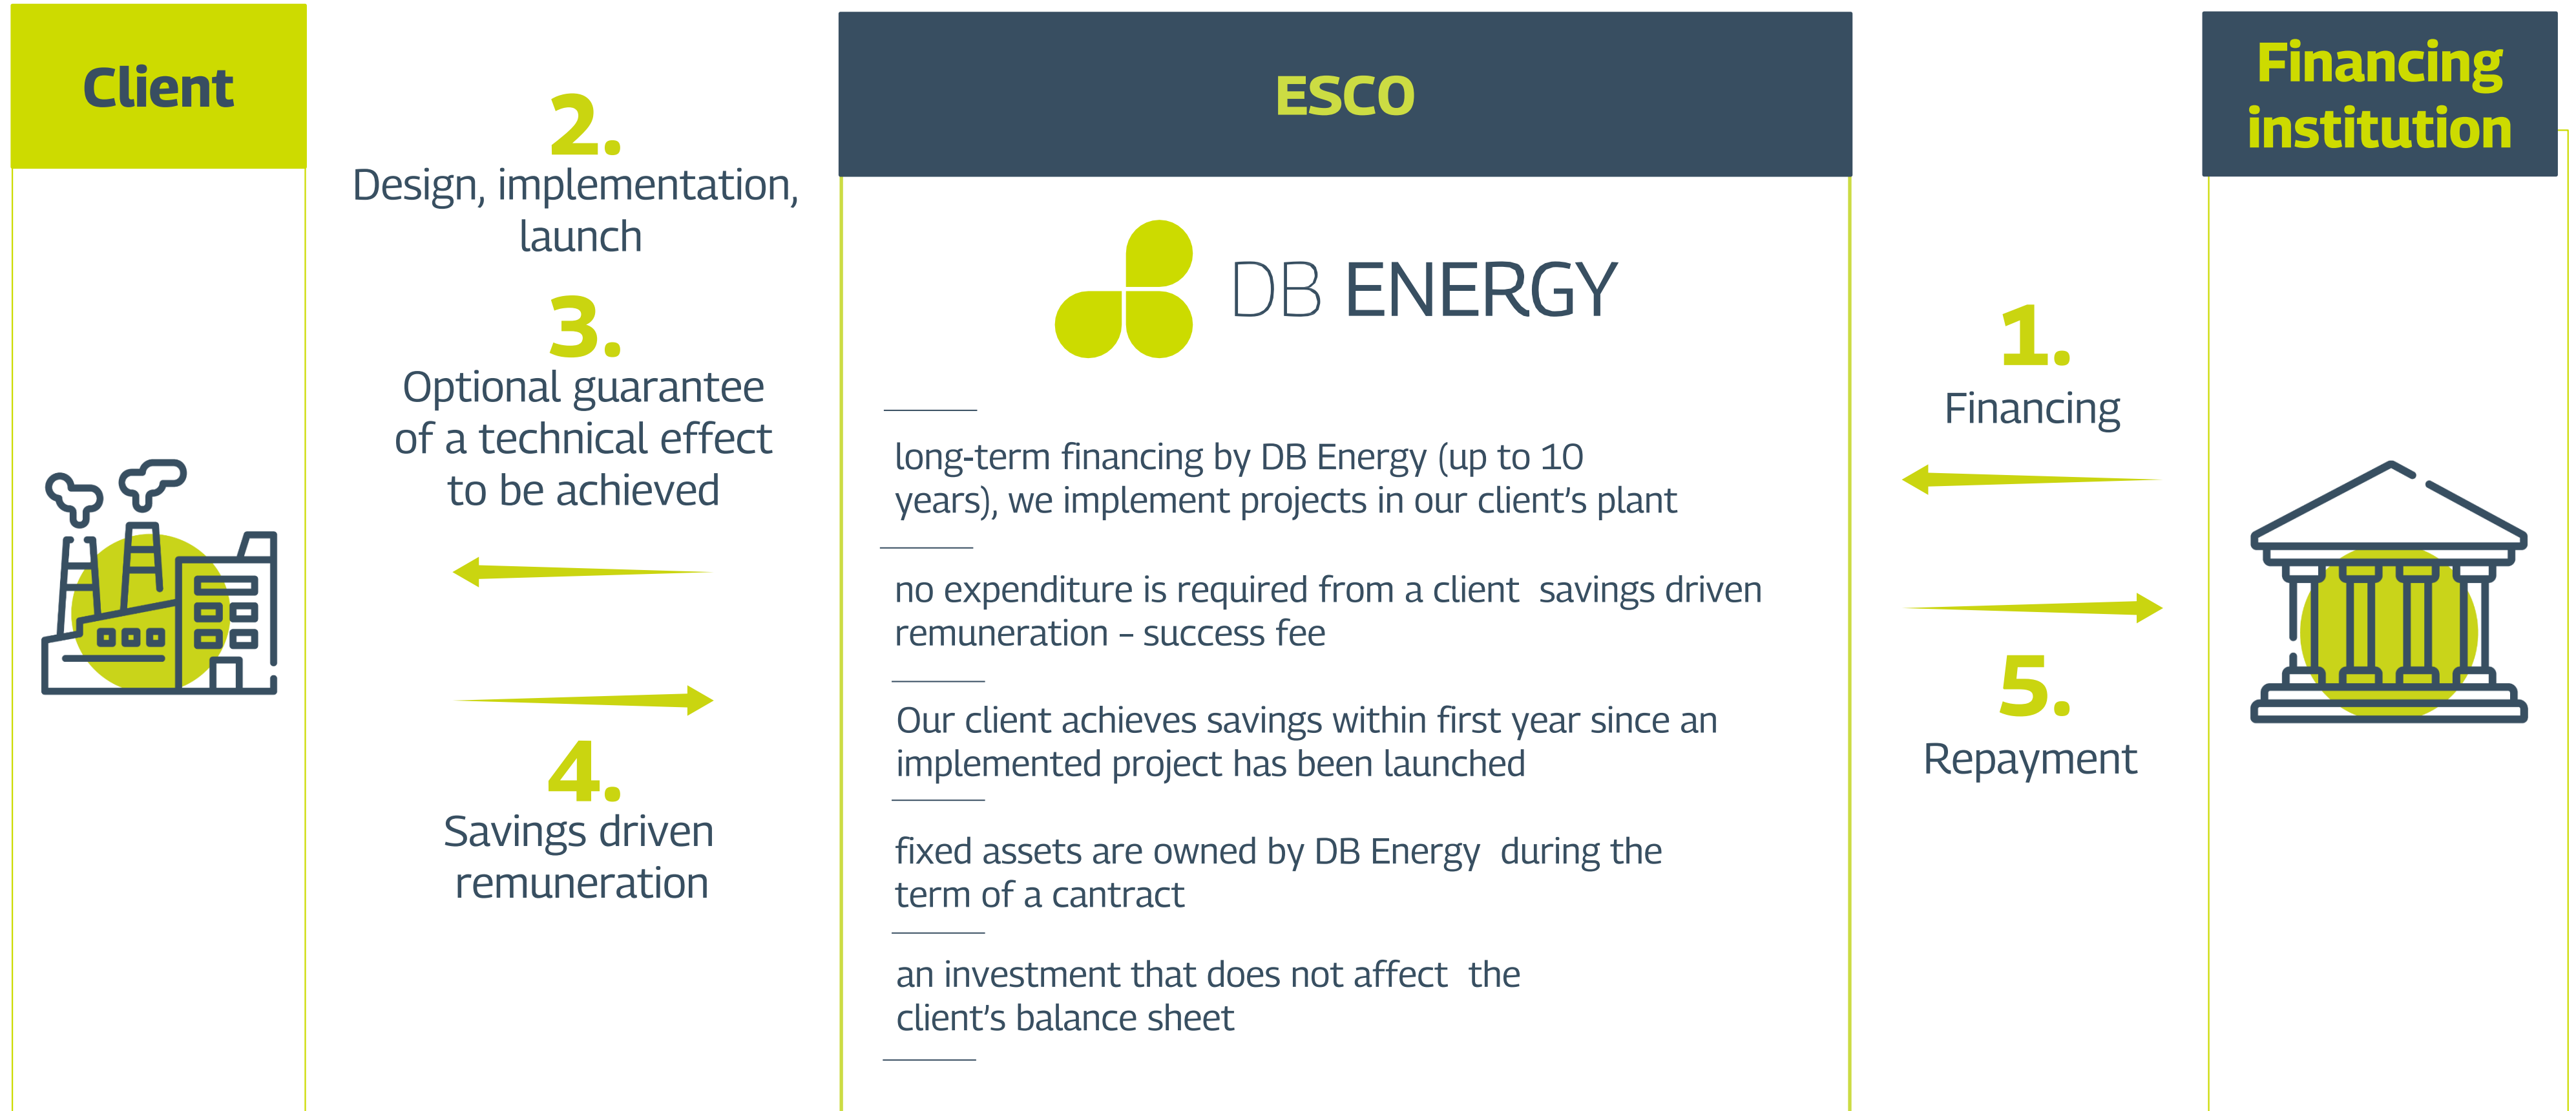 Client
2.
Design, implementation,
launch
3.
Optional guarantee
of a technical effect
to be achieved
4.
Savings driven
remuneration
ESCO
DB ENERGY
long-term financing by DB Energy (up to 10
years), we implement projects in our client's plant
no expenditure is required from a client savings driven
remuneration – success fee
Our client achieves savings within first year since an
implemented project has been launched
fixed assets are owned by DB Energy during the
term of a cantract
an investment that does not affect the
client's balance sheet
1.
Financing
5.
Repayment
Financing
institution